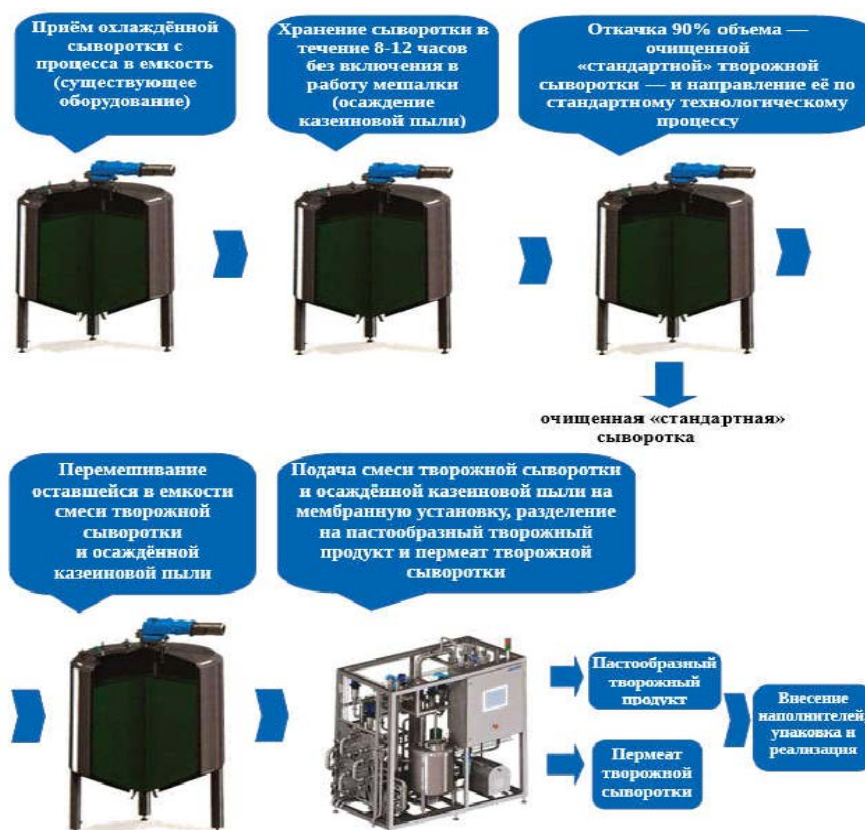 Приём охлаждённой
сыворотки с
процесса в емкость
(существующее
оборудование)
Хранение сыворотки в
течение 8-12 часов
без включения в
работу мешалки
(осаждение
казеиновой пыли)
Откачка 90% объема —
очищенной
«стандартной» творожной
сыворотки — и направление её по
стандартному технологическому
процессу
очищенная «стандартная»
сыворотка
Перемешивание
оставшейся в емкости
смеси творожной
сыворотки
и осаждённой
казеиновой пыли
Подача смеси творожной сыворотки
и осаждённой казеиновой пыли на
мембранную установку, разделение
на пастообразный творожный
продукт и пермеат творожной
сыворотки
Пастообразный
творожный
продукт
Пермеат
творожной
сыворотки
Внесение
наполнителей,
упаковка и
реализация